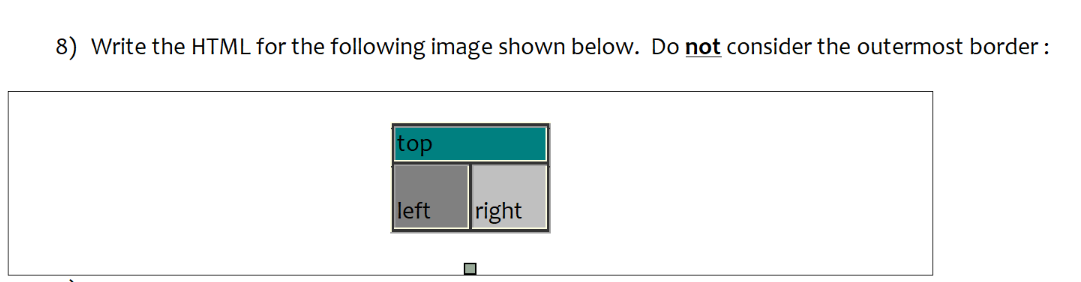 8) Write the HTML for the following image shown below. Do not consider the outermost border :
top
left right